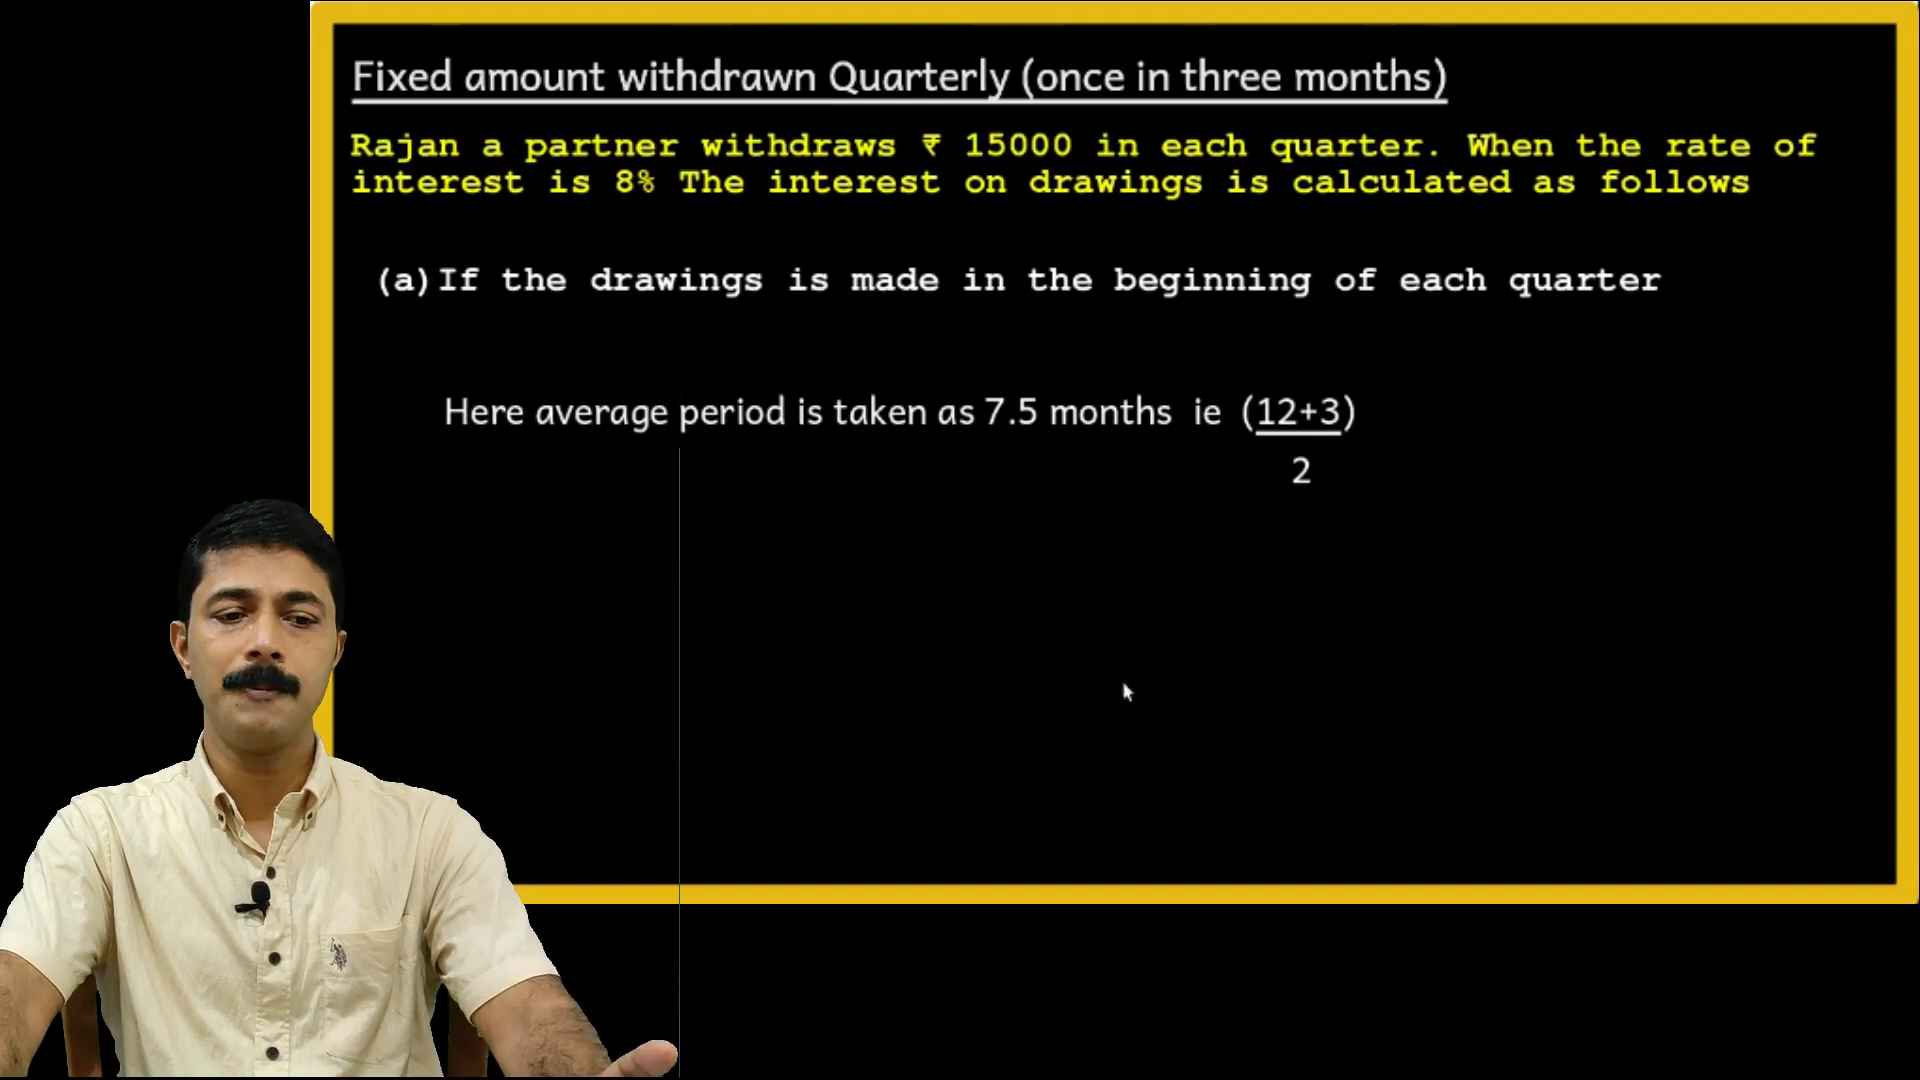 Fixed amount withdrawn Quarterly (once in three months)
Rajan a partner withdraws ₹ 15000 in each quarter. When the rate of
interest is 8% The interest on drawings is calculated as follows
(a) If the drawings is made in the beginning of each quarter
Here average period is taken as 7.5 months ie (12+3)
2